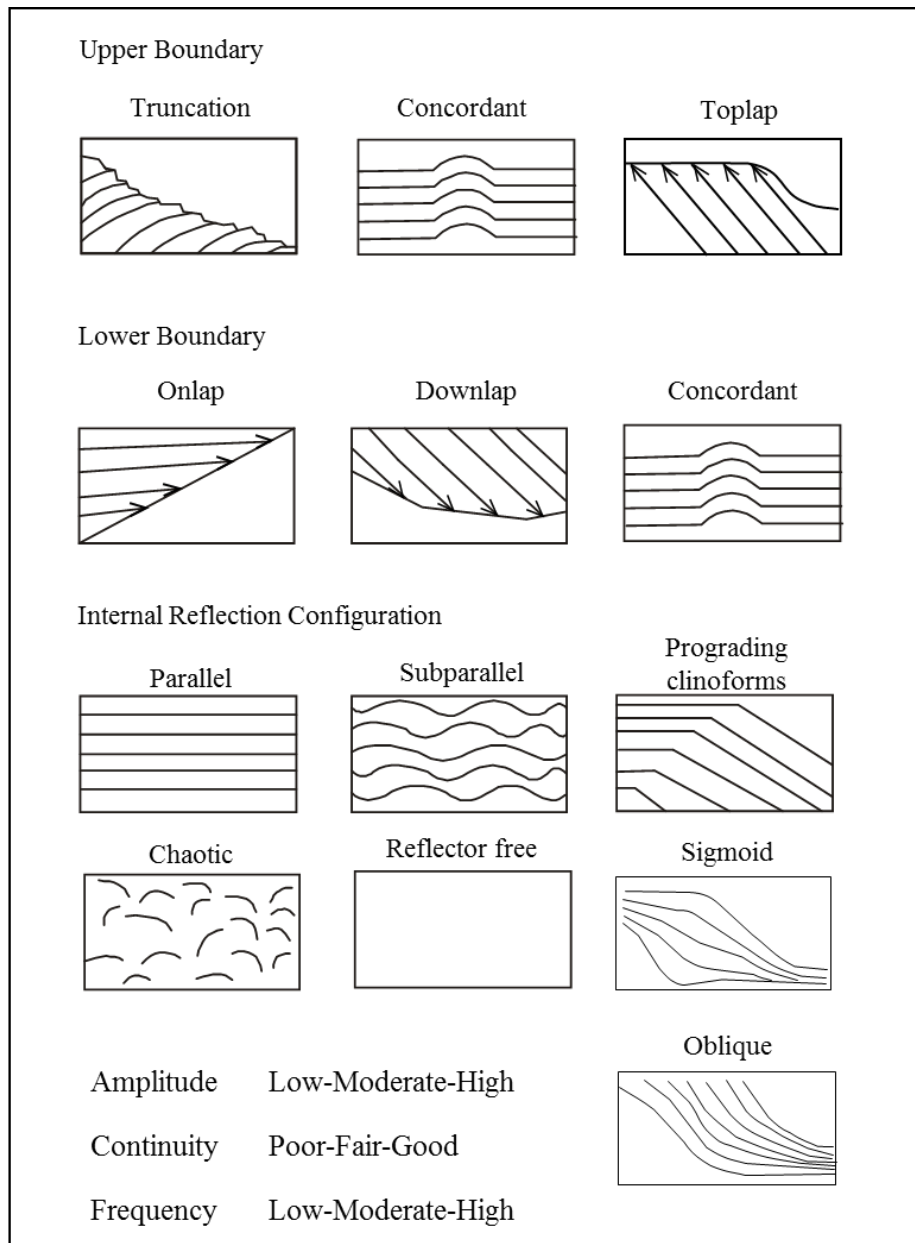 Upper Boundary
Truncation
Concordant
Toplap
Lower Boundary
Onlap
Downlap
Concordant
Internal Reflection Configuration
Parallel
Subparallel
Prograding
clinoforms
Chaotic
Reflector free
Sigmoid
Oblique
Amplitude Low-Moderate-High
Continuity Poor-Fair-Good
Frequency Low-Moderate-High